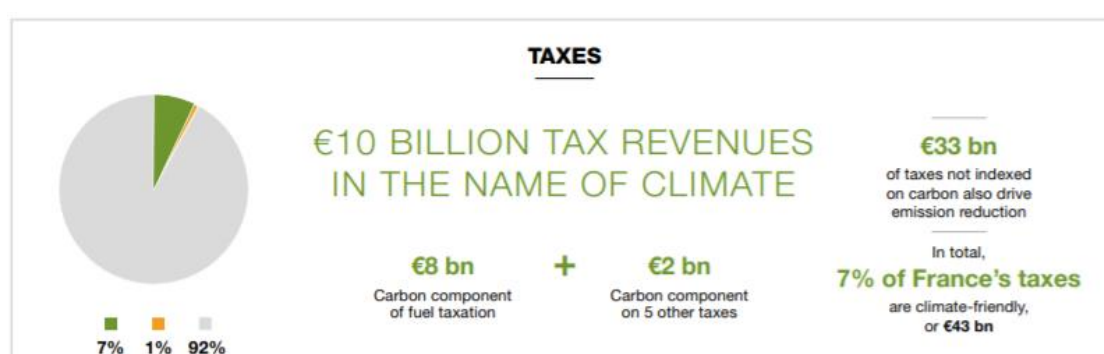 TAXES
€10 BILLION TAX REVENUES
IN THE NAME OF CLIMATE
€8 bn
Carbon component
of fuel taxation
+
€2 bn
Carbon component
on 5 other taxes
€33 bn
of taxes not indexed
on carbon also drive
emission reduction
In total,
7% of France's taxes
are climate-friendly,
or €43 bn
7% 1% 92%